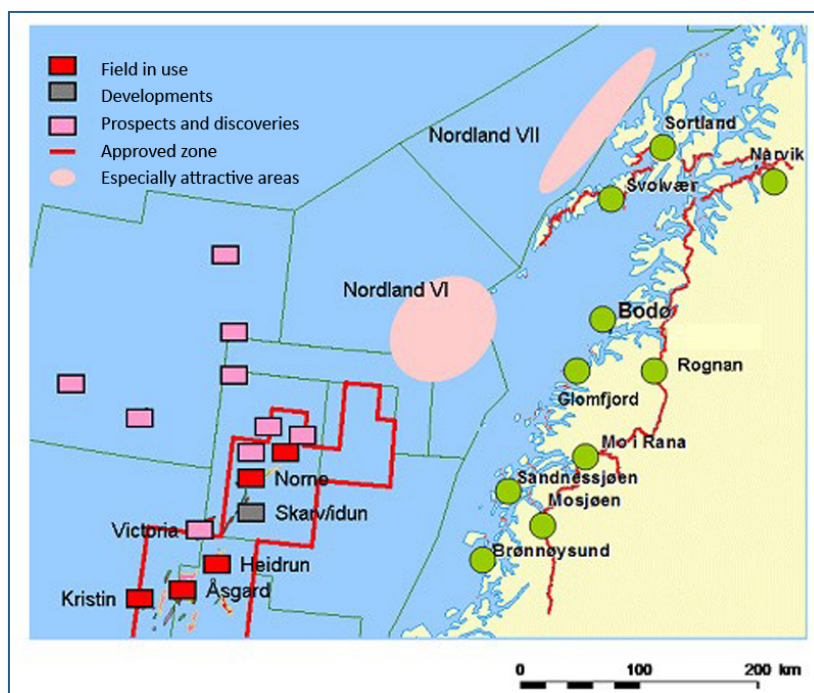 Field in use
Developments
Prospects and discoveries
Approved zone
Especially attractive areas
Nordland VII
Sortland
Narvik
Svolvær
Nordland VI
Bodø
Rognan
Glomfjord
Mo i Rana
Norne
Sandnessjøen
Skarv/idun
Mosjøen
Victoria
Brønnøysund
Heidrun
Åsgard
Kristin
0 100 200 km